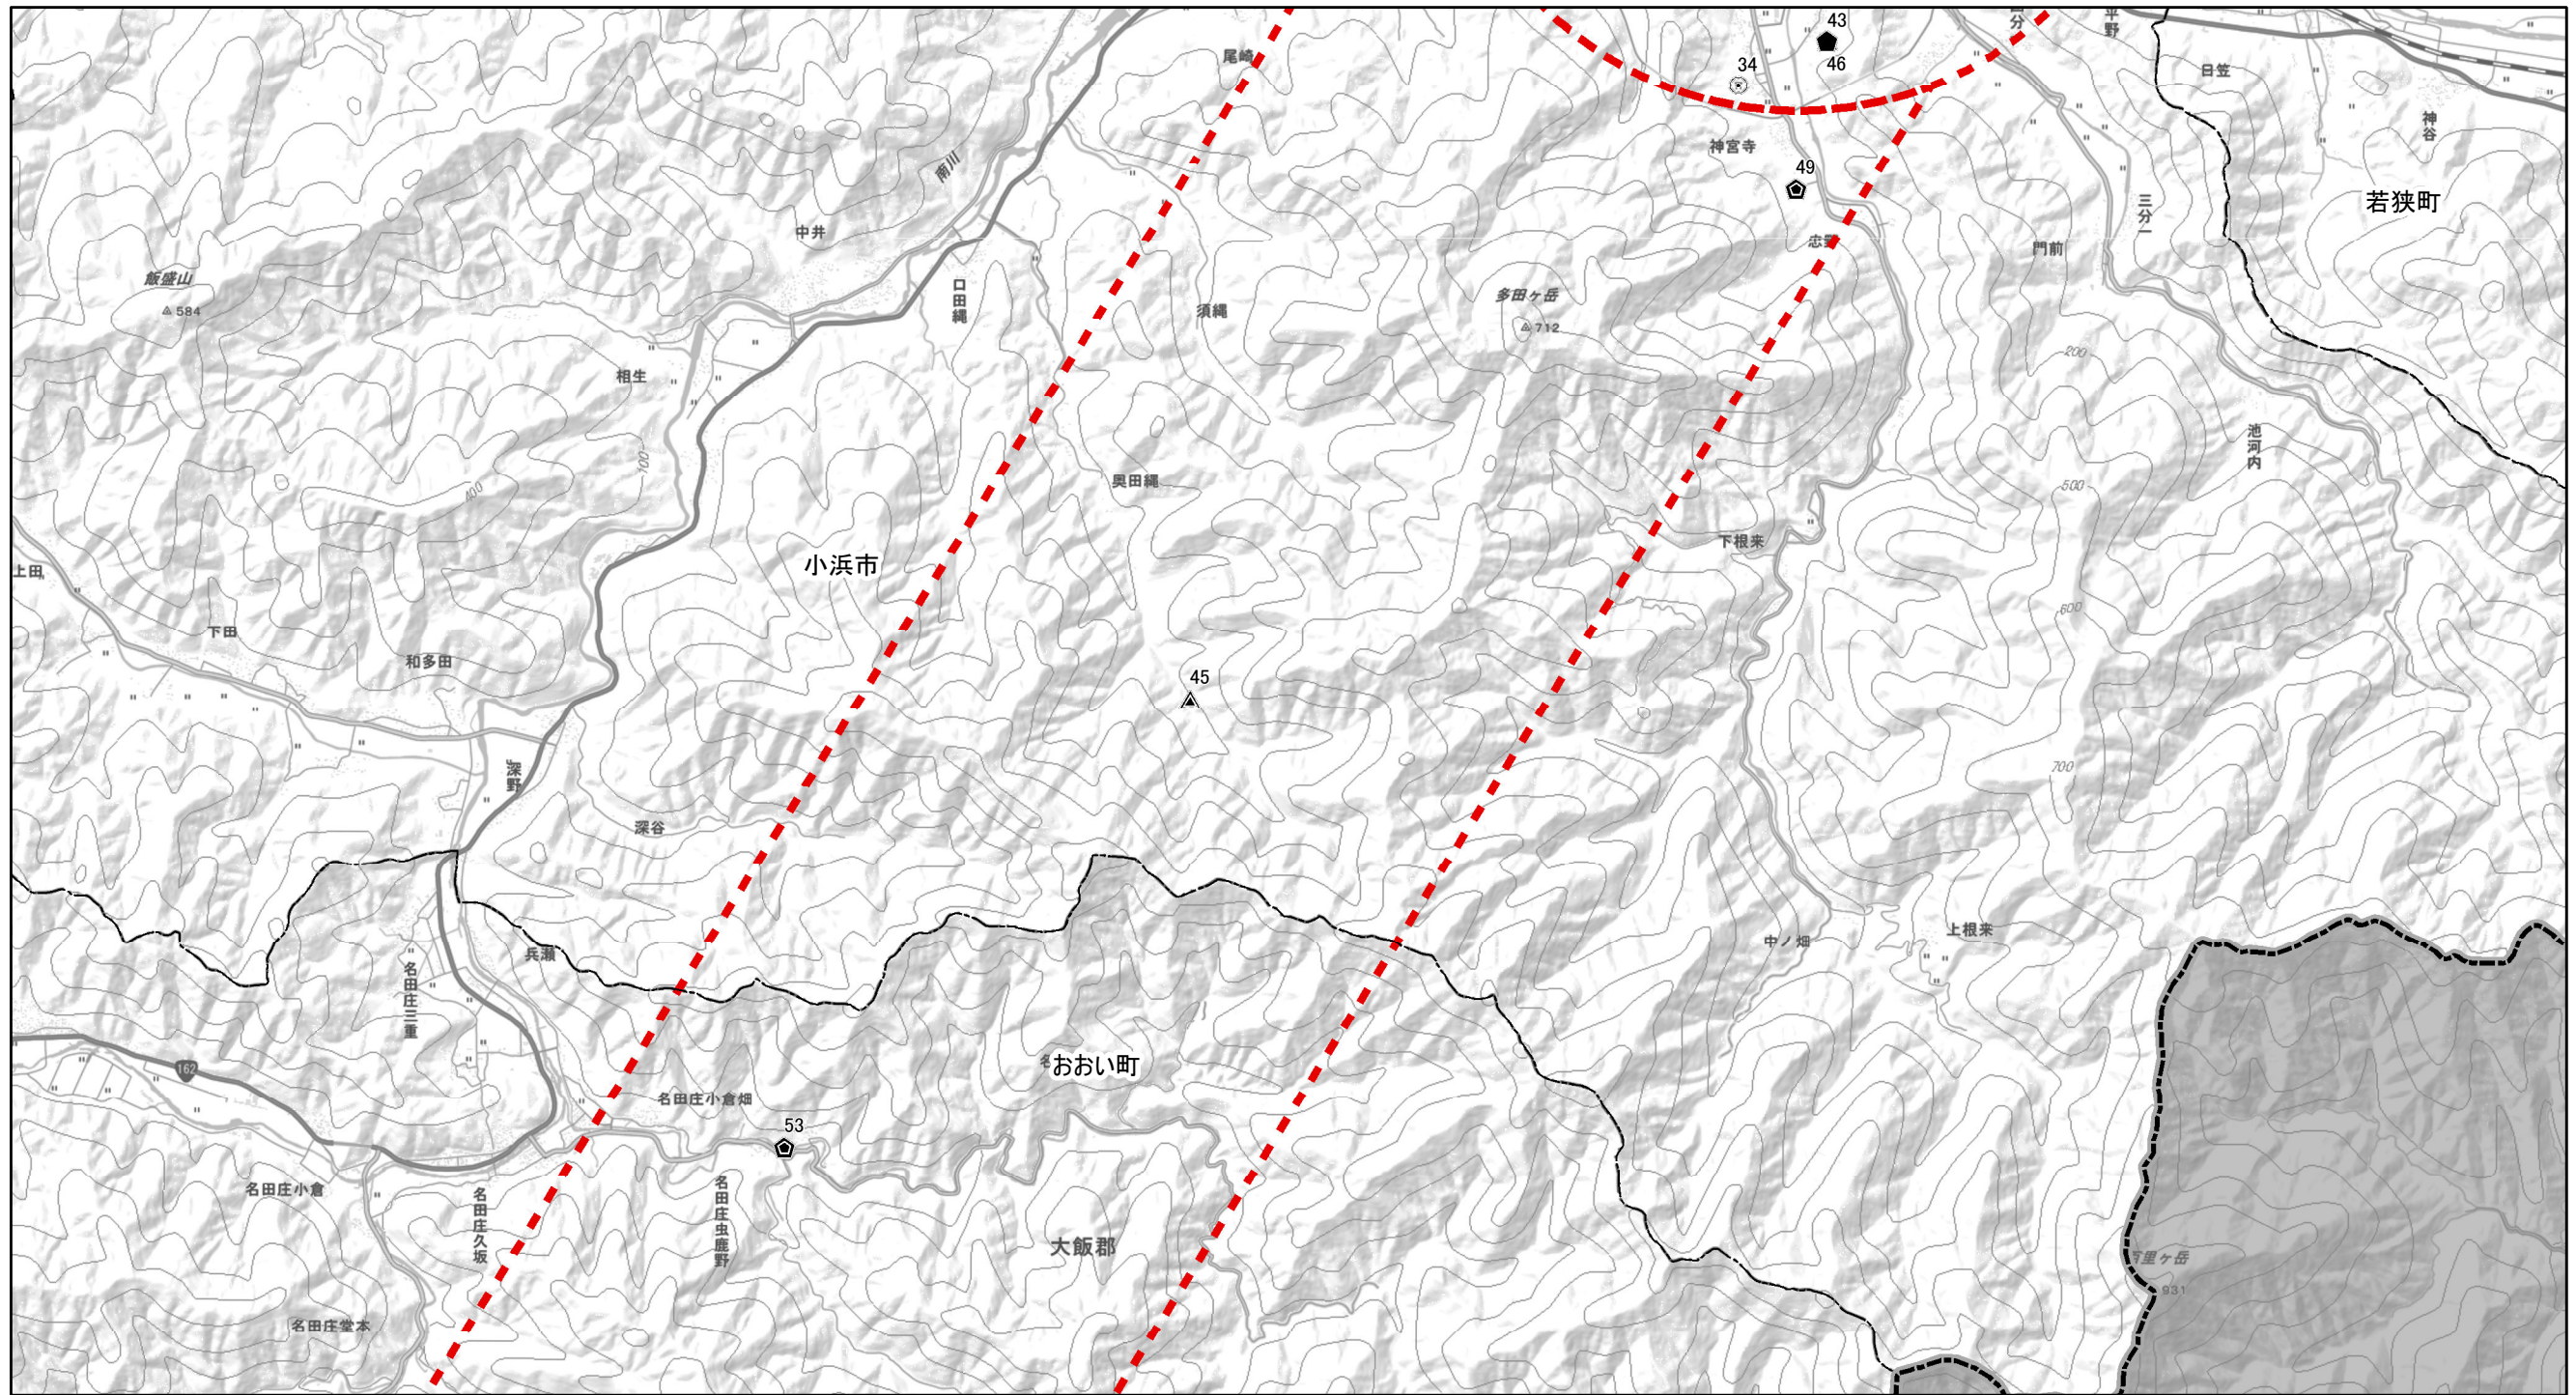 43
尾崎
34
46
平野
日笠
神谷
神宮寺
49
南川
三分一
若狭町
中井
門前
飯盛山
584
口田縄
須縄
多田ヶ岳
712
200
相生
池河内
100
400
奥田縄
500
下根来
小浜市
上田
600
下田
和多田
45
深野
700
深谷
兵瀬
中ノ畑
上根来
名田庄三重
162
おおい町
名田庄小倉畑
53
名田庄小倉
名田庄久坂
名田庄虫鹿野
大飯郡
931
名田庄堂本